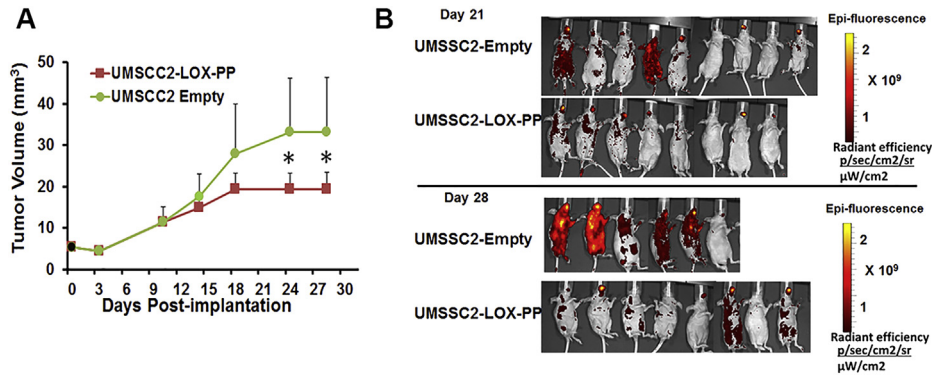 A
Tumor Volume (mm³)
50
40
30
20
10
0
UMSCC2-LOX-PP
UMSCC2 Empty
*
*
0 3 6 9 12 15 18 21 24 27 30
Days Post-implantation
B
Day 21
UMSSC2-Empty
UMSSC2-LOX-PP
Epi-fluorescence
2
X 10⁹
1
Radiant efficiency
p/sec/cm2/sr
µW/cm2
Day 28
UMSSC2-Empty
UMSSC2-LOX-PP
Epi-fluorescence
2
X 10⁹
1
Radiant efficiency
p/sec/cm2/sr
µW/cm2